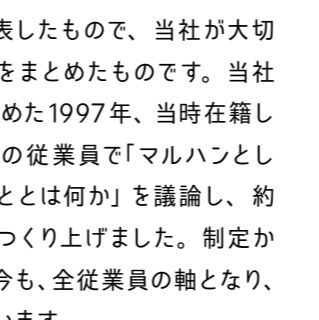 表したもので、当社が大切
をまとめたものです。当社
めた1997年、当時在籍し
の従業員で「マルハンとし
ととは何か」を議論し、約
つくり上げました。制定か
今も、全従業員の軸となり、
います